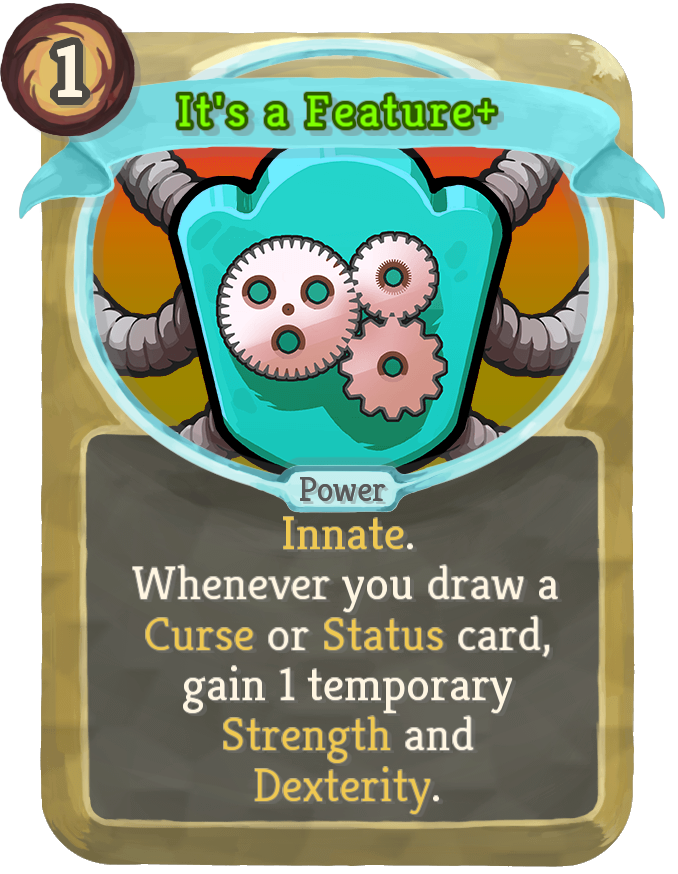 1
It's a Feature+
Power
Innate.
Whenever you draw a
Curse or Status card,
gain 1 temporary
Strength and
Dexterity.